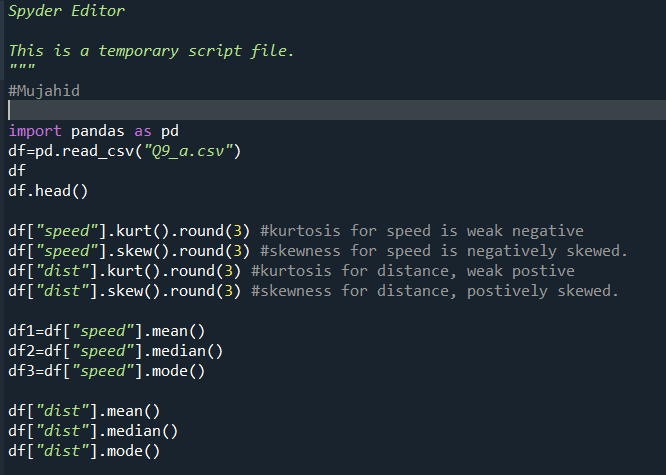 Spyder Editor
This is a temporary script file.
"""
#Mujahid
import pandas as pd
df=pd.read_csv("Q9_a.csv")
df
df.head()
df["speed"].kurt().round(3) #kurtosis for speed is weak negative
df["speed"].skew().round(3) #skewness for speed is negatively skewed.
df["dist"].kurt().round(3) #kurtosis for distance, weak postive
df["dist"].skew().round(3) #skewness for distance, postively skewed.
df1=df["speed"].mean()
df2=df["speed"].median()
df3=df["speed"].mode()
df["dist"].mean()
df["dist"].median()
df["dist"].mode()